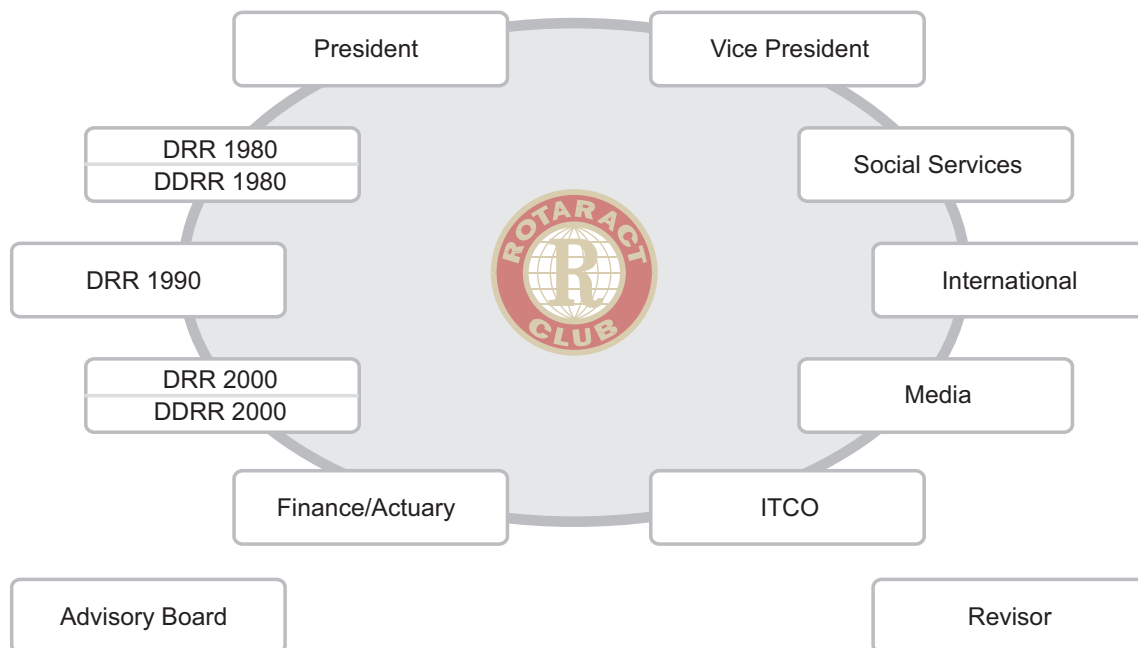 President
Vice President
DRR 1980
DDRR 1980
Social Services
DRR 1990
ROTARACT
R
CLUB
International
DRR 2000
DDRR 2000
Media
Finance/Actuary
ITCO
Advisory Board
Revisor